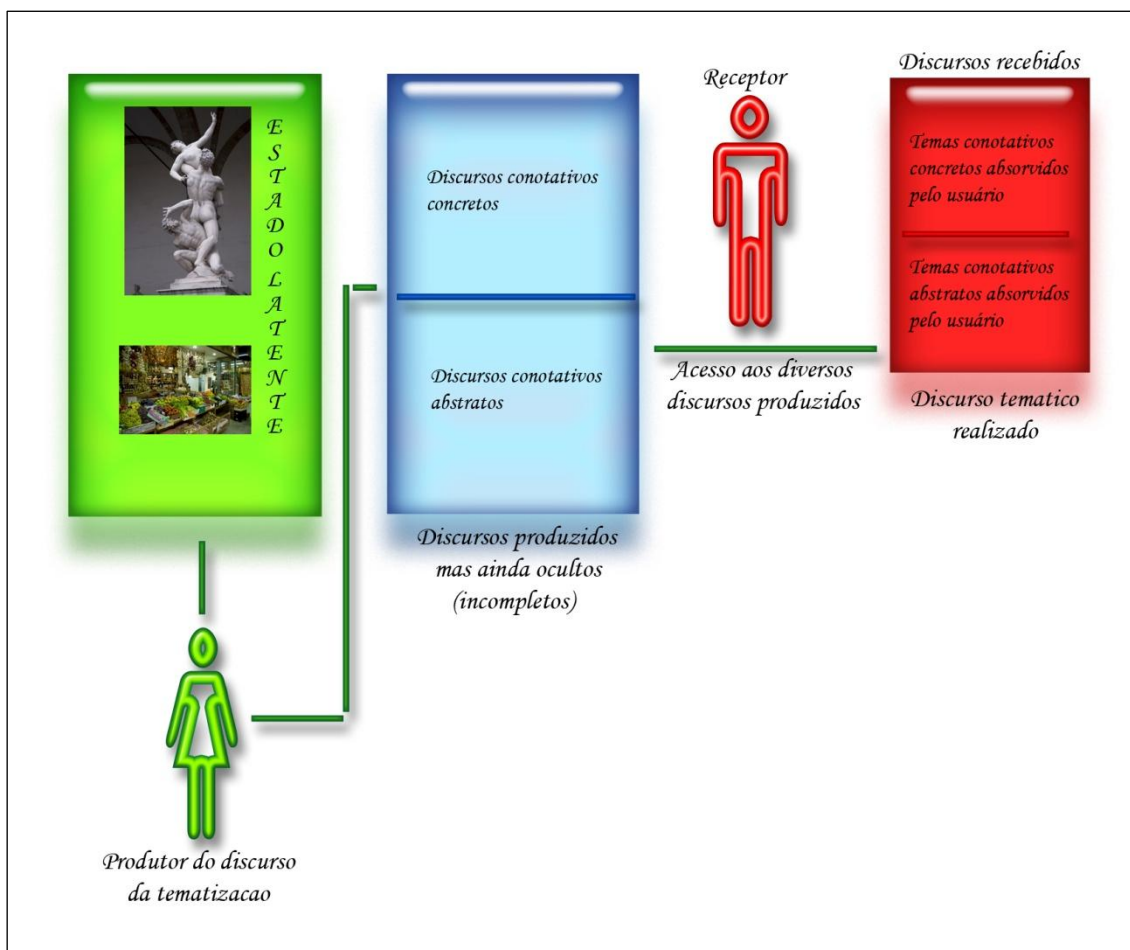 ESTADO LATENTE
Produtor do discurso
da tematizacao
Discursos conotativos
concretos
Discursos conotativos
abstratos
Discursos produzidos
mas ainda ocultos
(incompletos)
Receptor
Acesso aos diversos
discursos produzidos
Discursos recebidos
Temas conotativos
concretos absorvidos
pelo usuário
Temas conotativos
abstratos absorvidos
pelo usuário
Discurso tematico
realizado